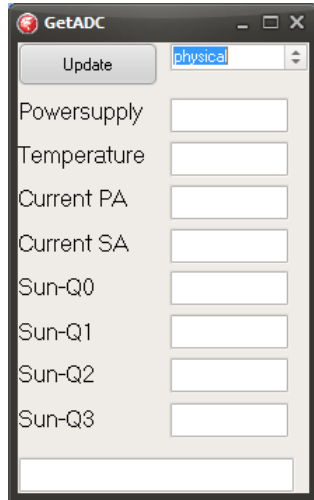 GetADC
Update physical
Powersupply
Temperature
Current PA
Current SA
Sun-Q0
Sun-Q1
Sun-Q2
Sun-Q3